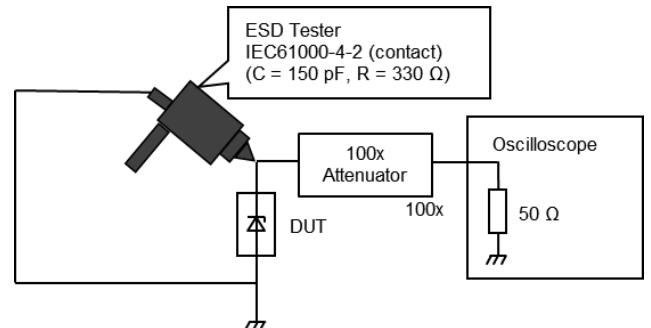 ESD Tester
IEC61000-4-2 (contact)
(C = 150 pF, R = 330 Ω)
Oscilloscope
100x
Attenuator
100x
50 Ω
DUT